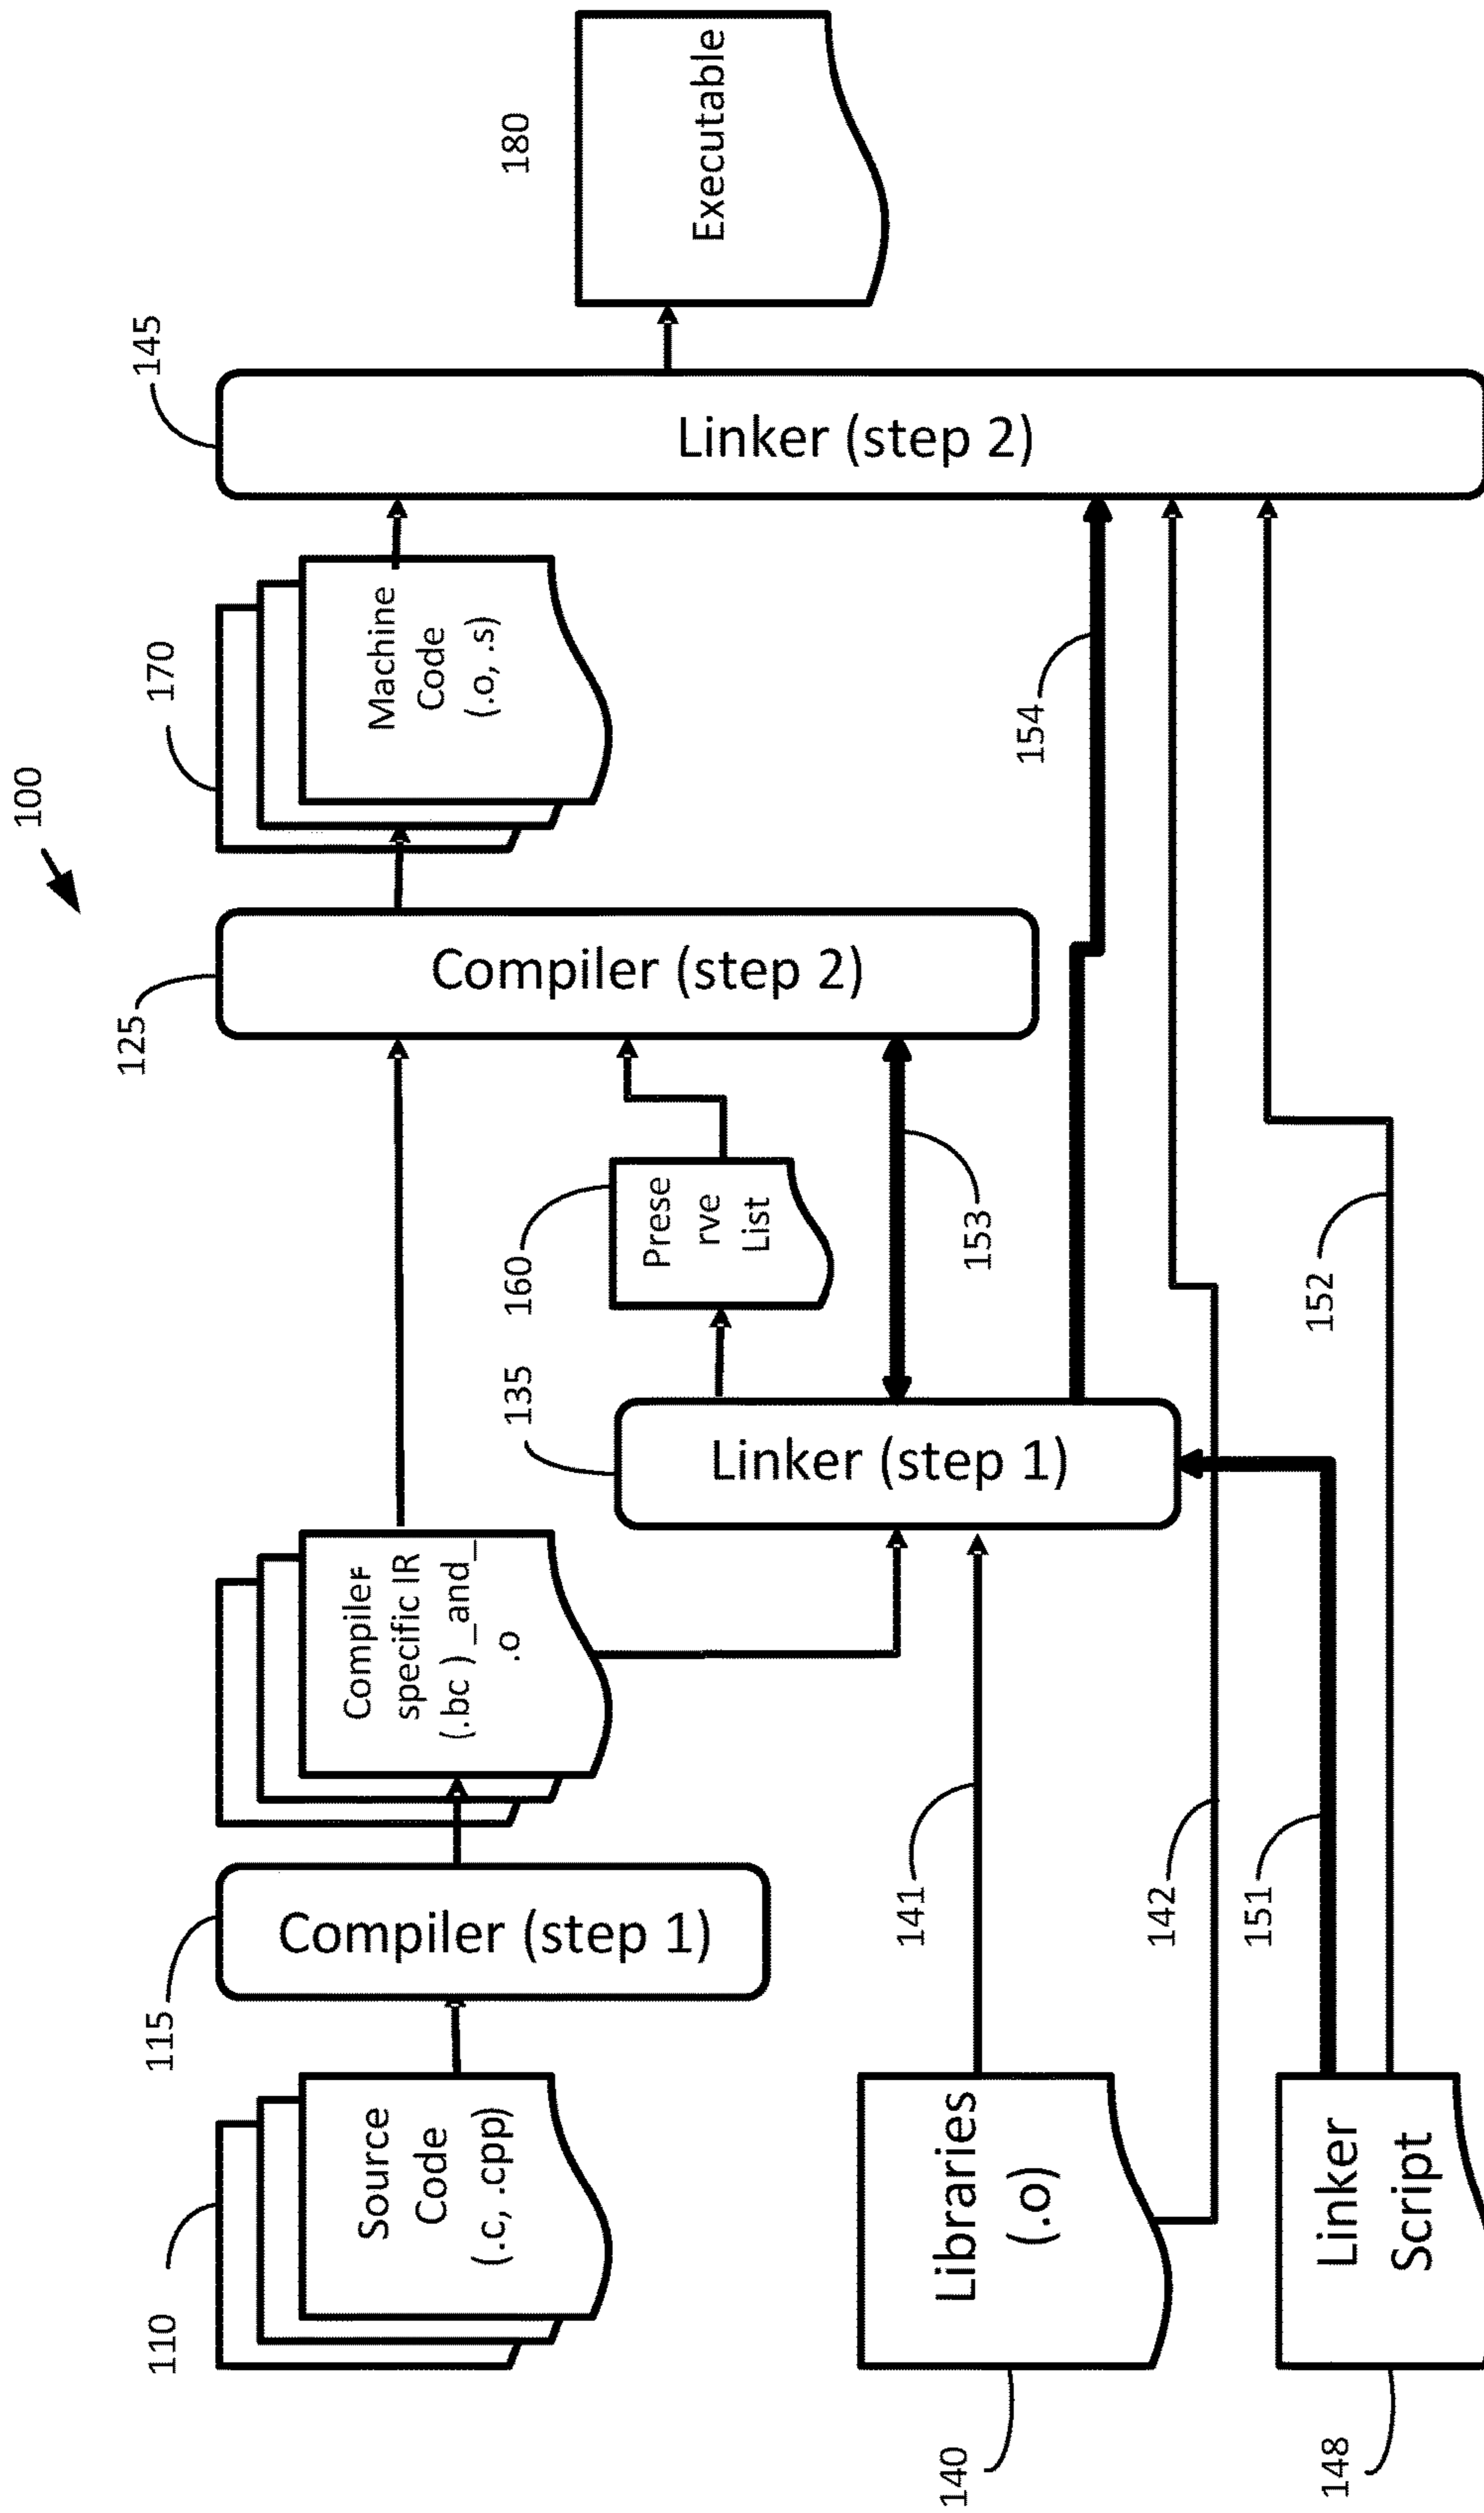 100
110
Source
Code
(.c, .cpp)
115
Compiler (step 1)
Compiler
specific IR
(.bc ) _and_
.o
125
Compiler (step 2)
170
Machine
Code
(.o, .s)
145
Linker (step 2)
180
Executable
135
Linker (step 1)
160
Prese
rve
List
153
154
140
Libraries
(.o)
141
142
148
Linker
Script
151
152